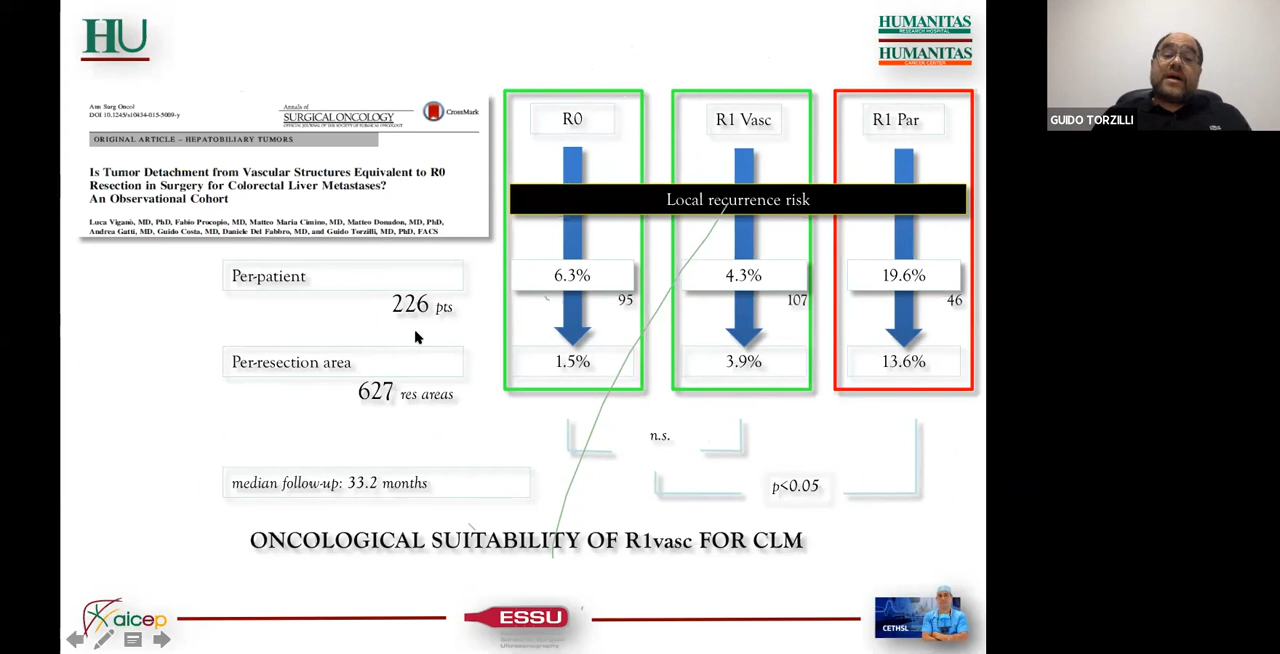 HU
HUMANITAS
RESEARCH HOSPITAL
HUMANITAS
CANCER CENTER
GUIDO TORZILLI
Ann Surg Oncol
DOI 10.1245/s10434-015-5009-y
Annals of
SURGICAL ONCOLOGY
OFFICIAL JOURNAL OF THE SOCIETY OF SURGICAL ONCOLOGY
CrossMark
ORIGINAL ARTICLE – HEPATOBILIARY TUMORS
Is Tumor Detachment from Vascular Structures Equivalent to R0
Resection in Surgery for Colorectal Liver Metastases?
An Observational Cohort
Luca Viganò, MD, PhD, Fabio Procopio, MD, Matteo Maria Cimino, MD, Matteo Donadon, MD, PhD,
Andrea Gatti, MD, Guido Costa, MD, Daniele Del Fabbro, MD, and Guido Torzilli, MD, PhD, FACS
R0 R1 Vasc R1 Par
Local recurrence risk
Per-patient 6.3% 4.3% 19.6%
226 pts 95 107 46
Per-resection area 1.5% 3.9% 13.6%
627 res areas
n.s.
median follow-up: 33.2 months
p<0.05
ONCOLOGICAL SUITABILITY OF R1vasc FOR CLM
aicep
ESSU
Ultrasonography
CETHSL